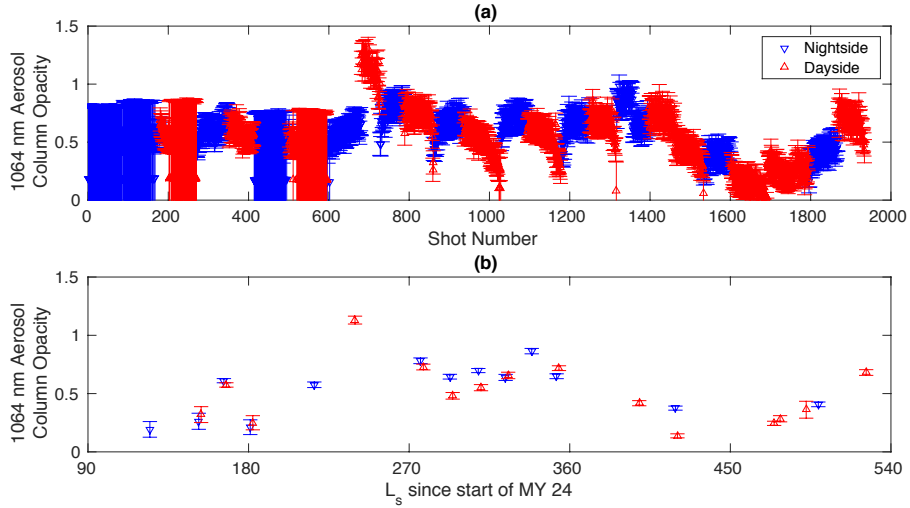 (a)
1.5
1
0.5
0
1064 nm Aerosol
Column Opacity
Nightside
Dayside
0 200 400 600 800 1000 1200 1400 1600 1800 2000
Shot Number
(b)
1.5
1
0.5
0
1064 nm Aerosol
Column Opacity
90 180 270 360 450 540
L_s since start of MY 24